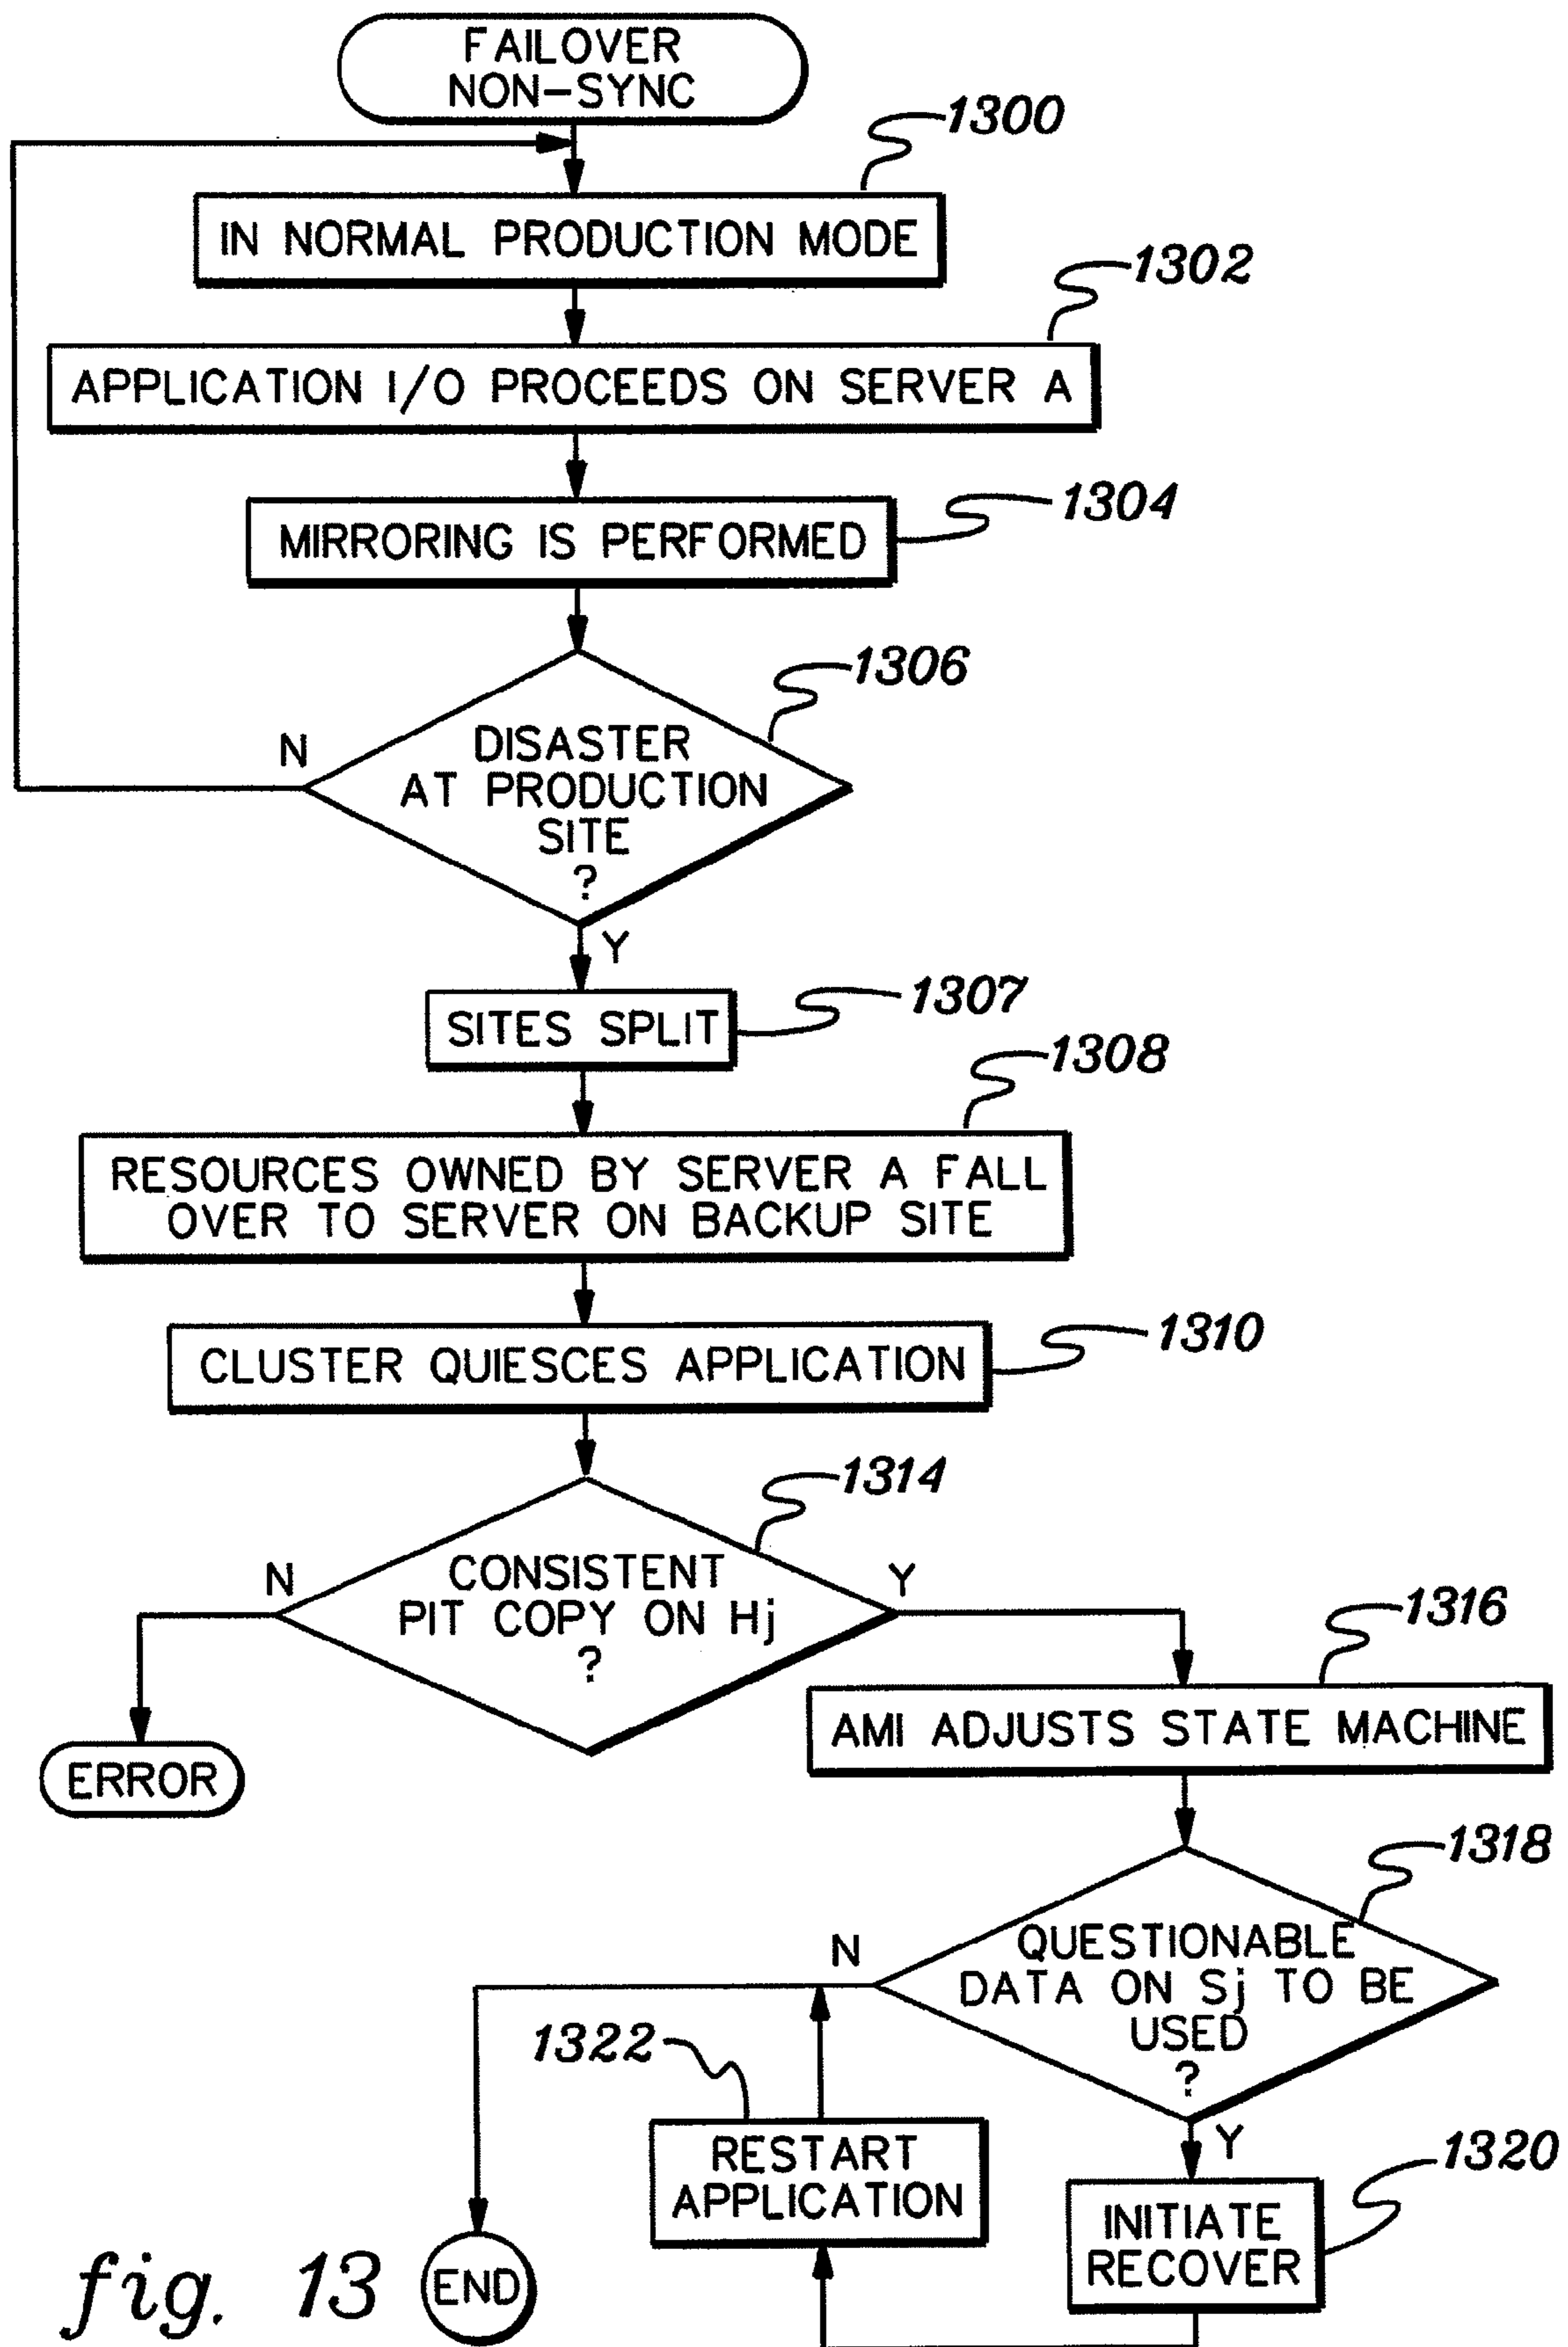 FAILOVER
NON-SYNC
1300
IN NORMAL PRODUCTION MODE
1302
APPLICATION I/O PROCEEDS ON SERVER A
1304
MIRRORING IS PERFORMED
1306
DISASTER
AT PRODUCTION
SITE
?
N
Y
1307
SITES SPLIT
1308
RESOURCES OWNED BY SERVER A FALL
OVER TO SERVER ON BACKUP SITE
1310
CLUSTER QUIESCES APPLICATION
1314
CONSISTENT
PIT COPY ON Hj
?
N
Y
ERROR
1316
AMI ADJUSTS STATE MACHINE
1318
QUESTIONABLE
DATA ON Sj TO BE
USED
?
N
Y
1322
RESTART
APPLICATION
1320
INITIATE
RECOVER
END
fig. 13